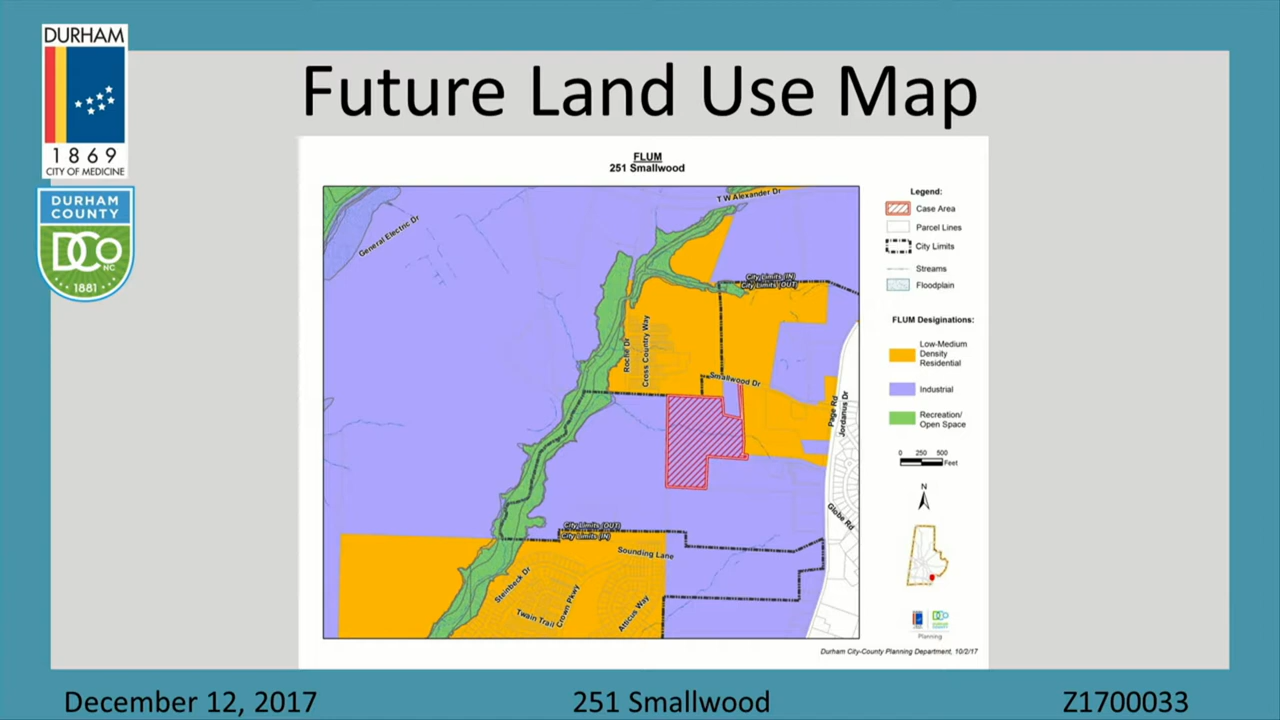 DURHAM
1869
CITY OF MEDICINE
DURHAM
COUNTY
DCo
NC
1881
Future Land Use Map
FLUM
251 Smallwood
T W Alexander Dr
General Electric Dr
City Limits (IN)
City Limits (OUT)
Roche Dr
Cross Country Way
Smallwood Dr
Page Rd
Jordanus Dr
Globe Rd
City Limits (OUT)
City Limits (IN)
Sounding Lane
Steinbeck Dr
Twain Trail
Crown Pkwy
Atticus Way
Legend:
Case Area
Parcel Lines
City Limits
Streams
Floodplain
FLUM Designations:
Low-Medium
Density
Residential
Industrial
Recreation/
Open Space
0 250 500
Feet
N
Planning
Durham City-County Planning Department, 10/2/17
December 12, 2017
251 Smallwood
Z1700033